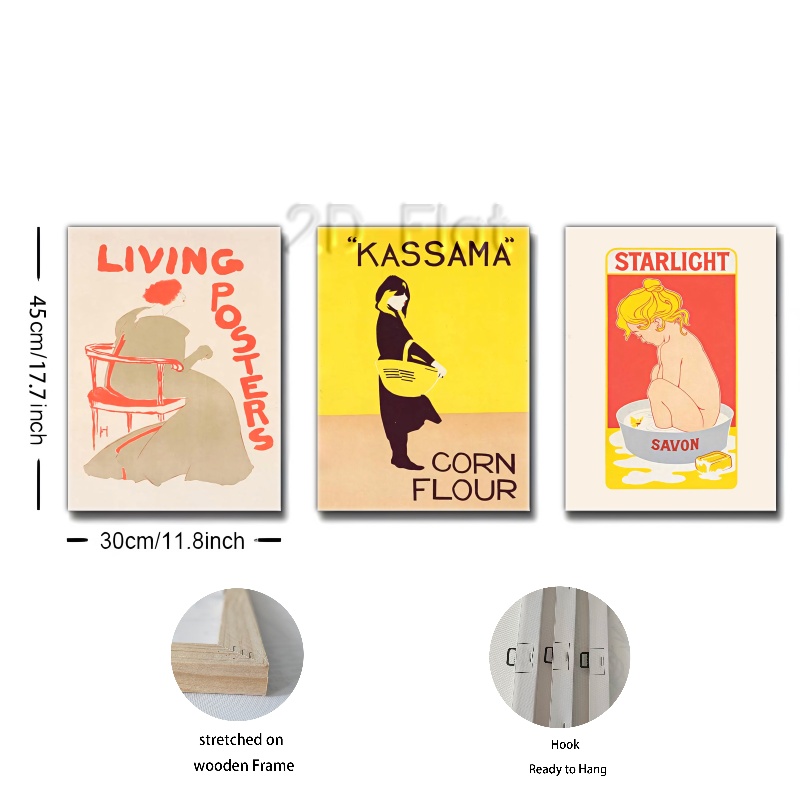 2D Flat
LIVING
POSTERS
"KASSAMA"
CORN
FLOUR
STARLIGHT
SAVON
45cm/17.7inch
30cm/11.8inch
stretched on
wooden Frame
Hook
Ready to Hang